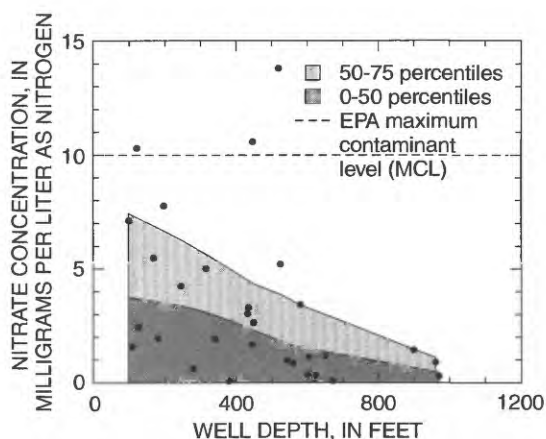 NITRATE CONCENTRATION, IN
MILLIGRAMS PER LITER AS NITROGEN
15
10
5
0
50-75 percentiles
0-50 percentiles
EPA maximum
contaminant
level (MCL)
0
400
800
1200
WELL DEPTH, IN FEET